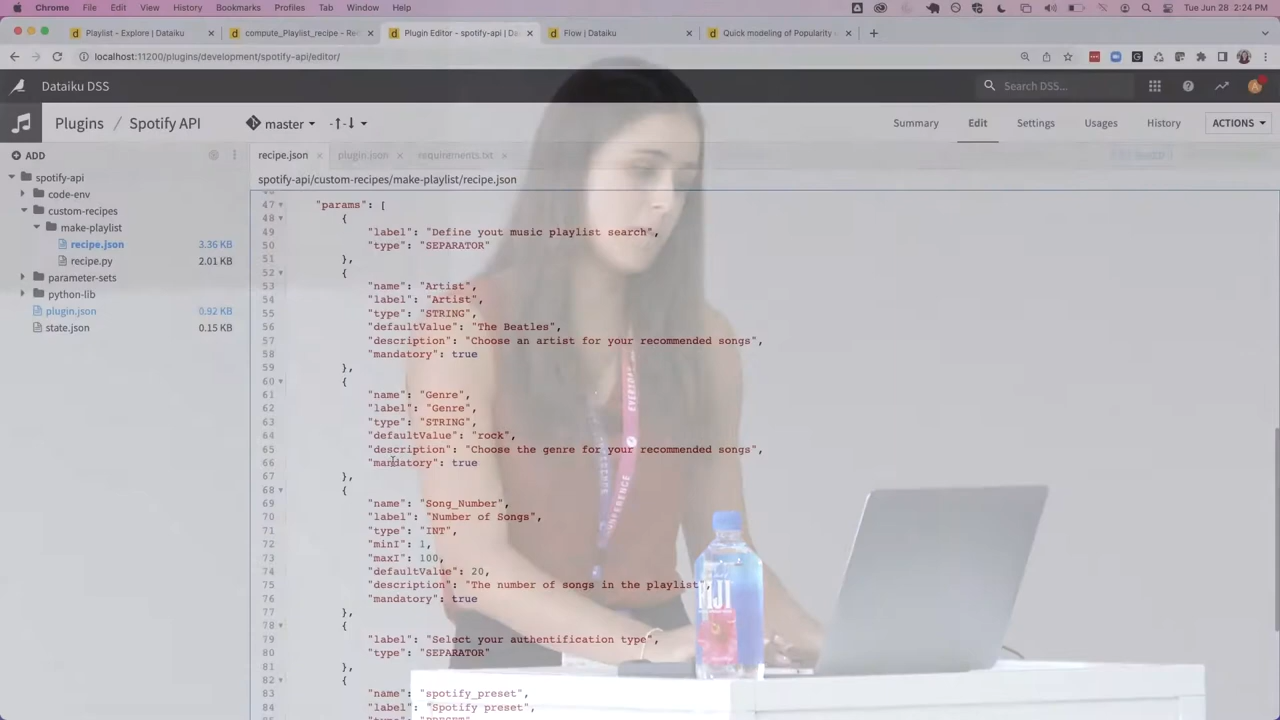 Chrome File Edit View History Bookmarks Profiles Tab Window Help Tue Jun 28 2:24 PM
Playlist - Explore | Dataiku × compute_Playlist_recipe - Re × Plugin Editor - spotify-api | Da × Flow | Dataiku × Quick modeling of Popularity × +
localhost:11200/plugins/development/spotify-api/editor/
Dataiku DSS Search DSS...
Plugins / Spotify API master Summary Edit Settings Usages History ACTIONS
ADD recipe.json × plugin.json × requirements.txt ×
spotify-api/custom-recipes/make-playlist/recipe.json
spotify-api
code-env
custom-recipes
make-playlist
recipe.json 3.36 KB
recipe.py 2.01 KB
parameter-sets
python-lib
plugin.json 0.92 KB
state.json 0.15 KB
47 "params": [
48 {
49 "label": "Define yout music playlist search",
50 "type": "SEPARATOR"
51 },
52 {
53 "name": "Artist",
54 "label": "Artist",
55 "type": "STRING",
56 "defaultValue": "The Beatles",
57 "description": "Choose an artist for your recommended songs",
58 "mandatory": true
59 },
60 {
61 "name": "Genre",
62 "label": "Genre",
63 "type": "STRING",
64 "defaultValue": "rock",
65 "description": "Choose the genre for your recommended songs",
66 "mandatory": true
67 },
68 {
69 "name": "Song_Number",
70 "label": "Number of Songs",
71 "type": "INT",
72 "minI": 1,
73 "maxI": 100,
74 "defaultValue": 20,
75 "description": "The number of songs in the playlist",
76 "mandatory": true
77 },
78 {
79 "label": "Select your authentification type",
80 "type": "SEPARATOR"
81 },
82 {
83 "name": "spotify_preset",
84 "label": "Spotify preset",
EVERYDAY
CONFERENCE
FIJI